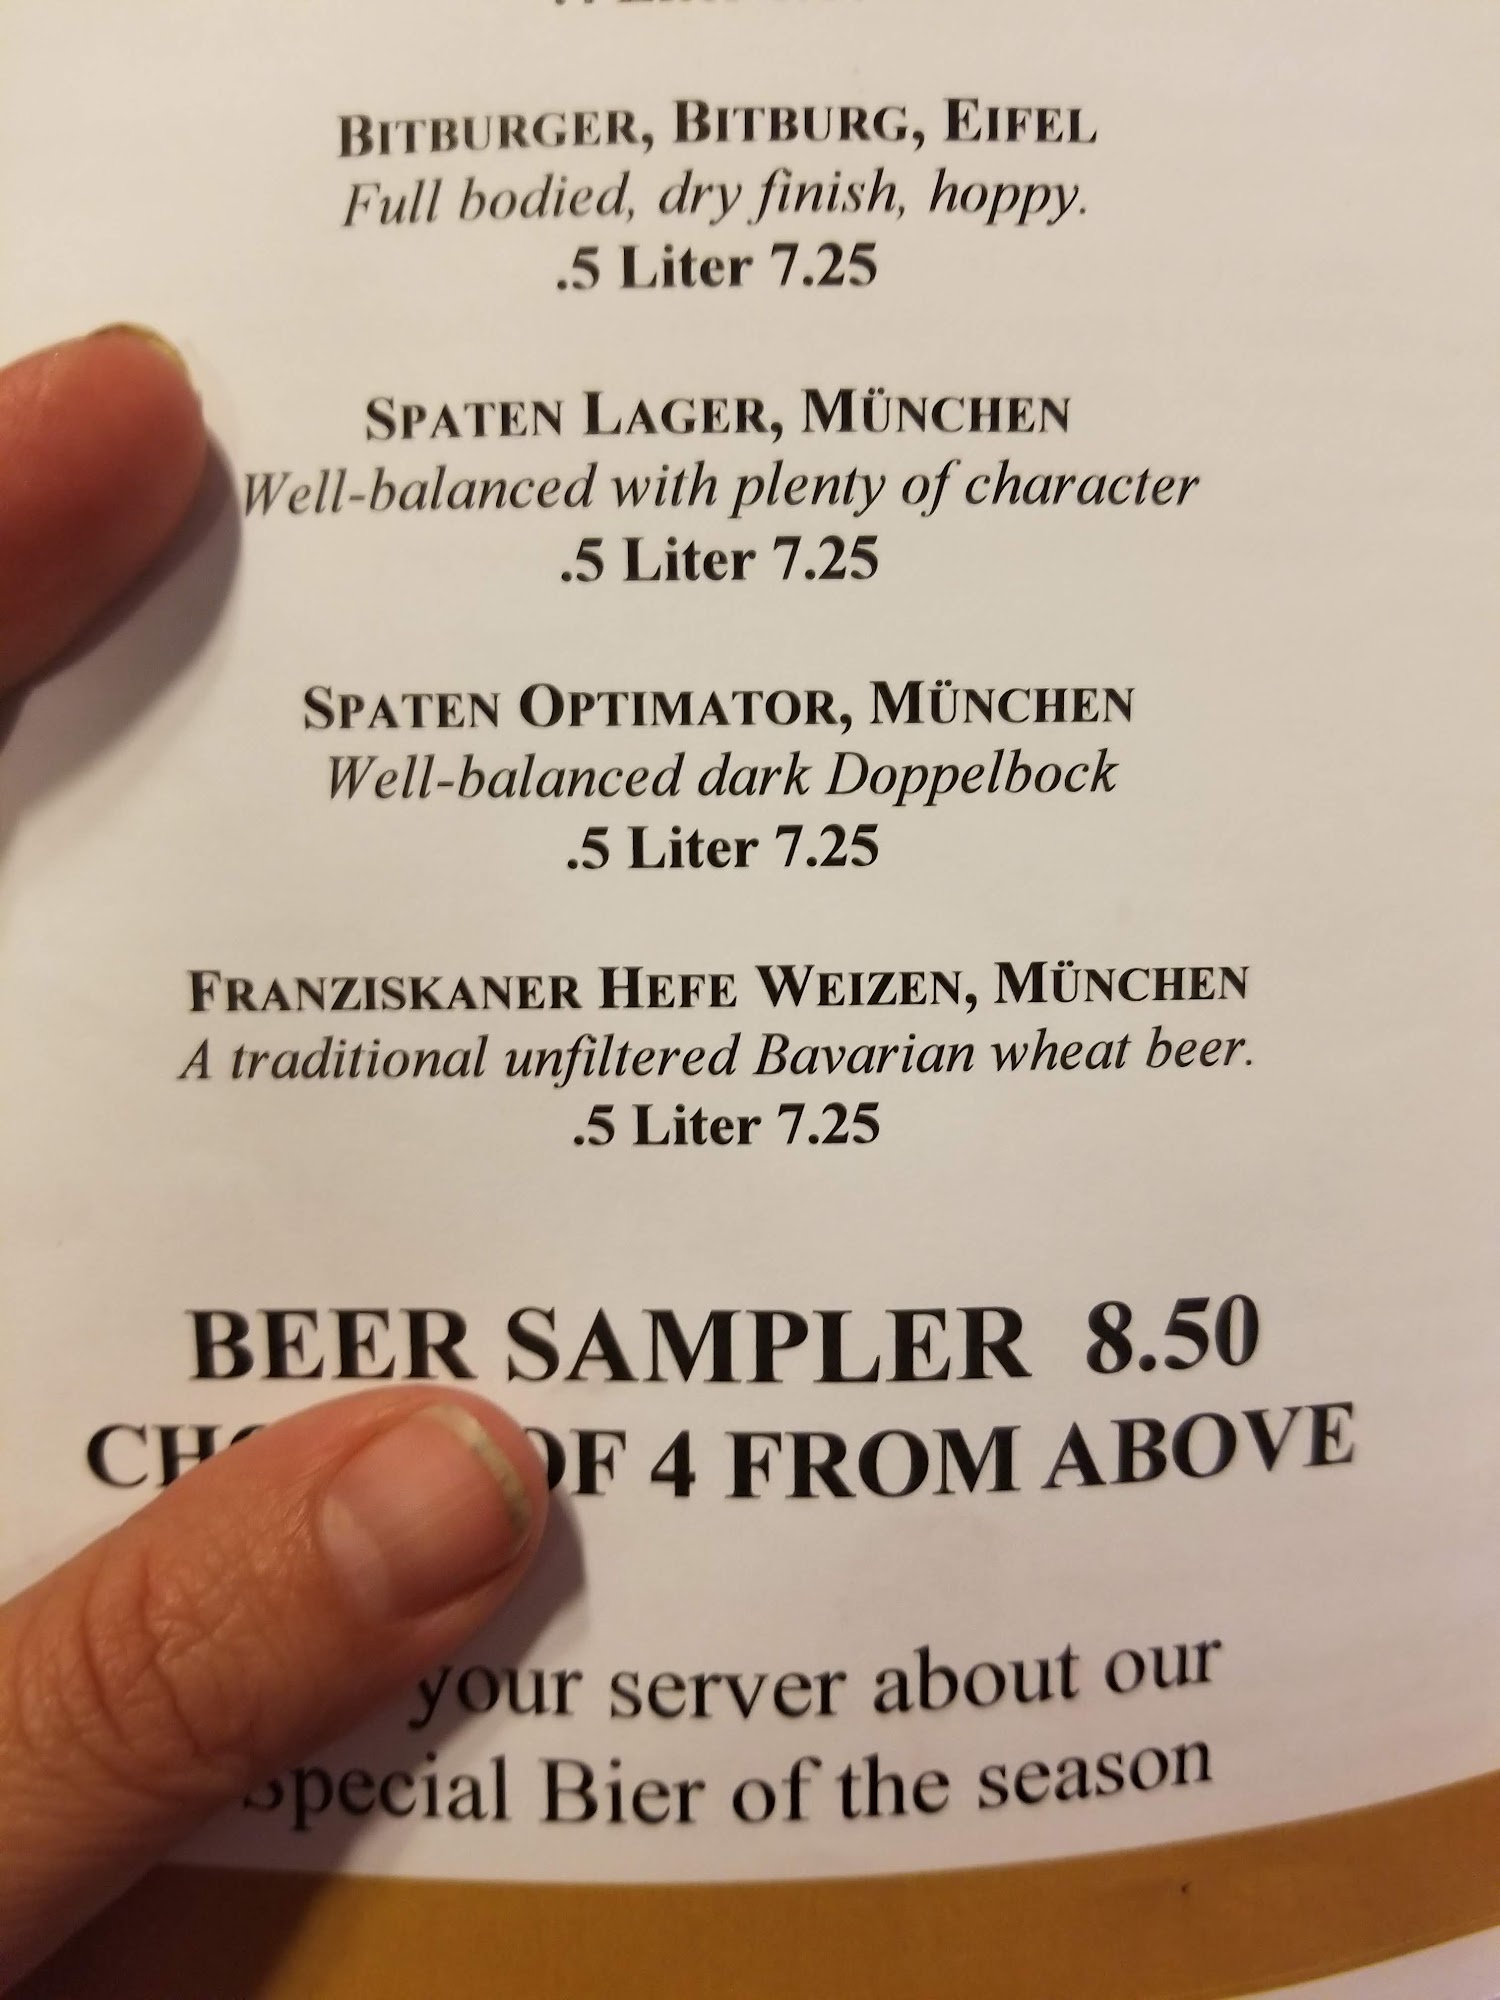 BITBURGER, BITBURG, EIFEL
Full bodied, dry finish, hoppy.
.5 Liter 7.25
SPATEN LAGER, MÜNCHEN
Well-balanced with plenty of character
.5 Liter 7.25
SPATEN OPTIMATOR, MÜNCHEN
Well-balanced dark Doppelbock
.5 Liter 7.25
FRANZISKANER HEFE WEIZEN, MÜNCHEN
A traditional unfiltered Bavarian wheat beer.
.5 Liter 7.25
BEER SAMPLER 8.50
OF 4 FROM ABOVE
your server about our
Special Bier of the season